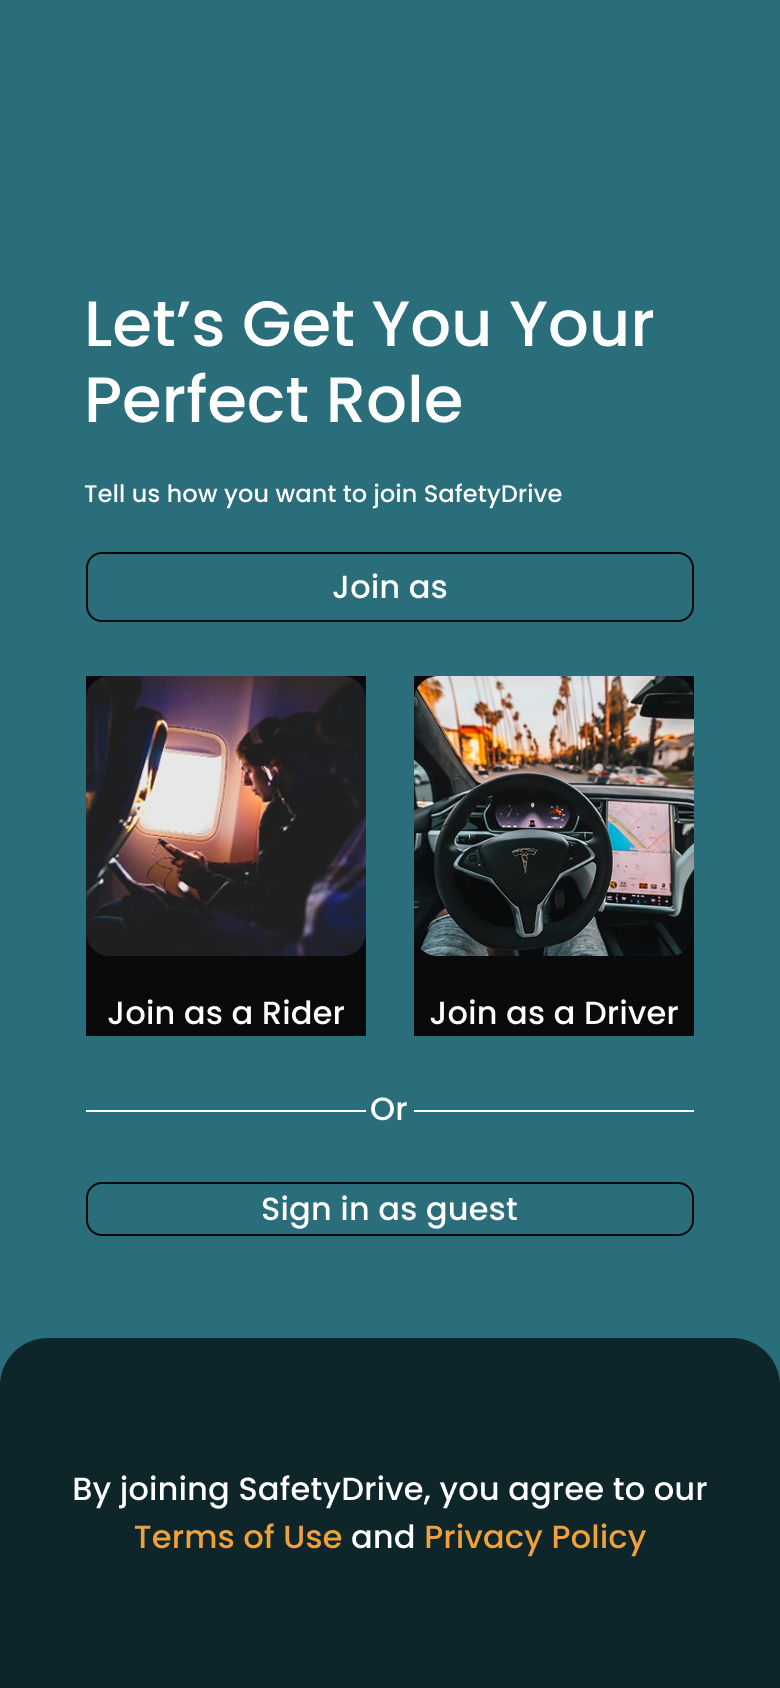 Let’s Get You Your
Perfect Role
Tell us how you want to join SafetyDrive
Join as
Join as a Rider
Join as a Driver
Or
Sign in as guest
By joining SafetyDrive, you agree to our
Terms of Use and Privacy Policy